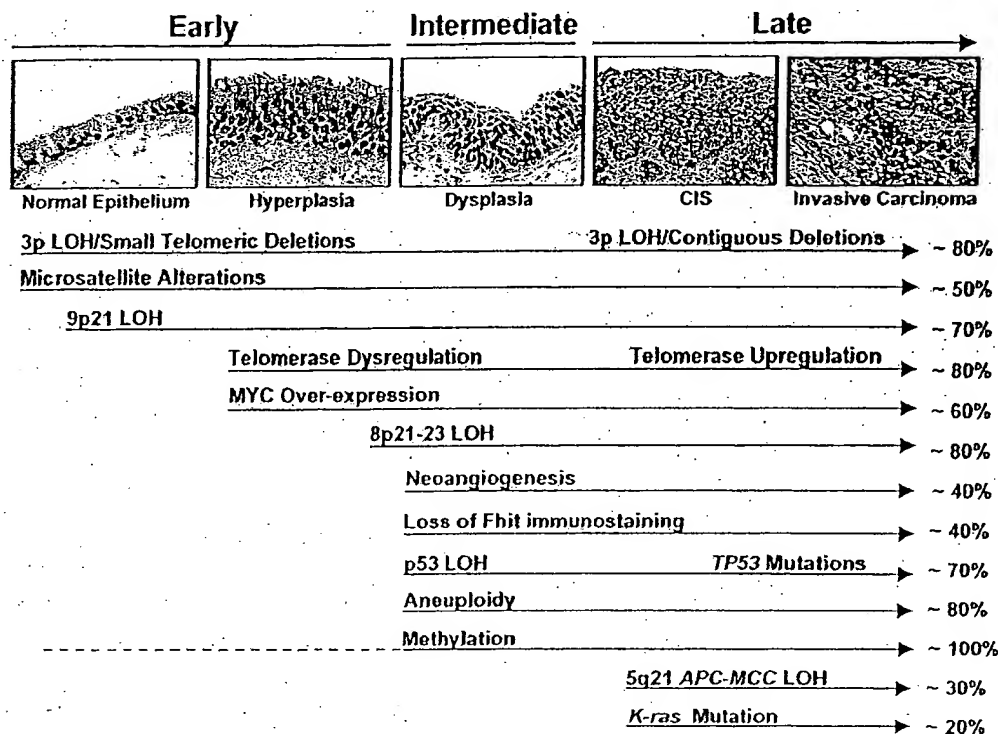 Early Intermediate Late
Normal Epithelium Hyperplasia Dysplasia CIS Invasive Carcinoma
3p LOH/Small Telomeric Deletions 3p LOH/Contiguous Deletions ~ 80%
Microsatellite Alterations ~ 50%
9p21 LOH ~ 70%
Telomerase Dysregulation Telomerase Upregulation ~ 80%
MYC Over-expression ~ 60%
8p21-23 LOH ~ 80%
Neoangiogenesis ~ 40%
Loss of Fhit immunostaining ~ 40%
p53 LOH TP53 Mutations ~ 70%
Aneuploidy ~ 80%
Methylation ~ 100%
5q21 APC-MCC LOH ~ 30%
K-ras Mutation ~ 20%